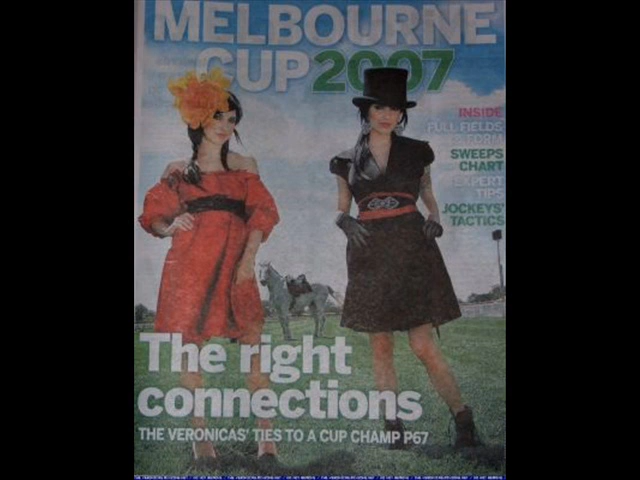 MELBOURNE
CUP 2007
INSIDE
FULL FIELDS
SWEEPS
CHART
EXPERT
TIPS
JOCKEYS'
TACTICS
The right
connections
THE VERONICAS' TIES TO A CUP CHAMP P67